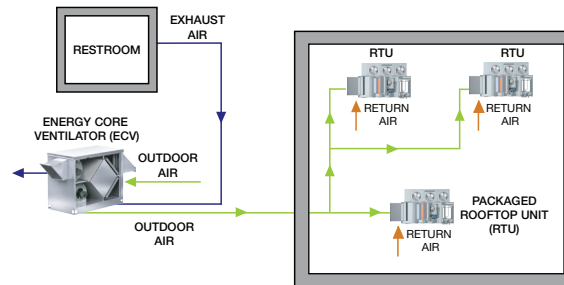 EXHAUST
AIR
RESTROOM
RTU
RTU
RETURN
AIR
RETURN
AIR
ENERGY CORE
VENTILATOR (ECV)
OUTDOOR
AIR
OUTDOOR
AIR
PACKAGED
ROOFTOP UNIT
(RTU)
RETURN
AIR